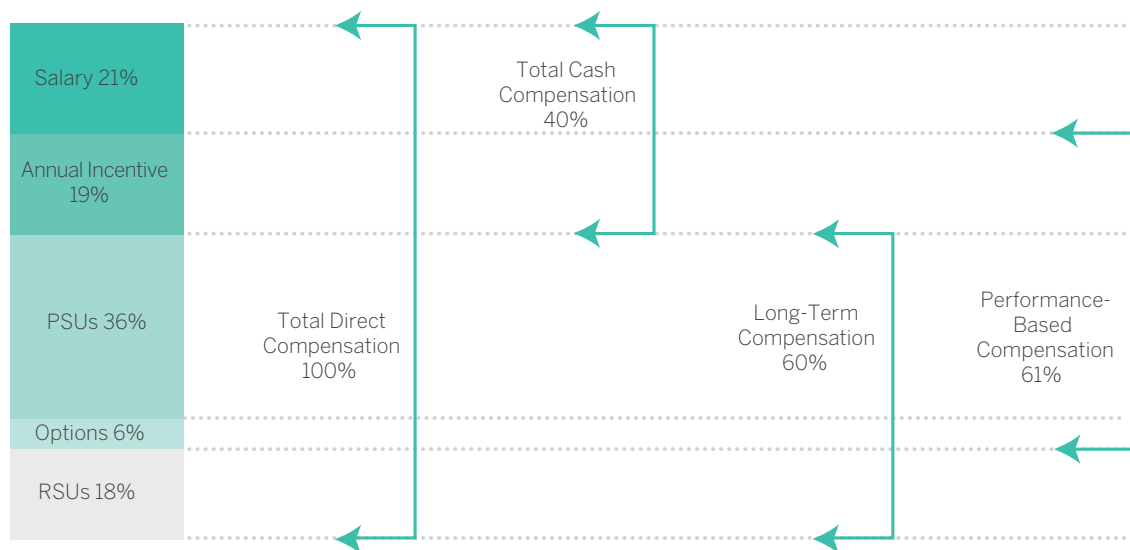 Salary 21%
Annual Incentive
19%
PSUs 36%
Options 6%
RSUs 18%
Total Direct
Compensation
100%
Total Cash
Compensation
40%
Long-Term
Compensation
60%
Performance-
Based
Compensation
61%